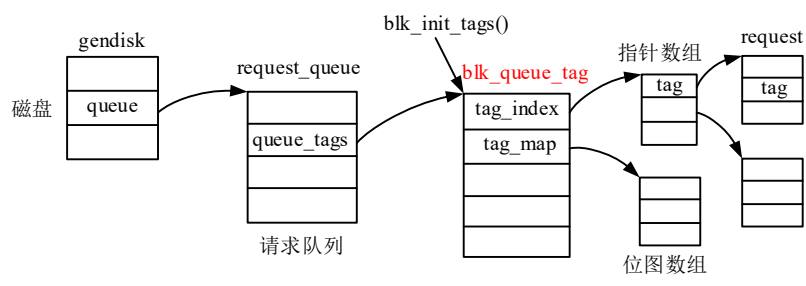 blk_init_tags()
gendisk
指针数组
request
request_queue
blk_queue_tag
磁盘
queue
tag
tag
tag_index
queue_tags
tag_map
请求队列
位图数组